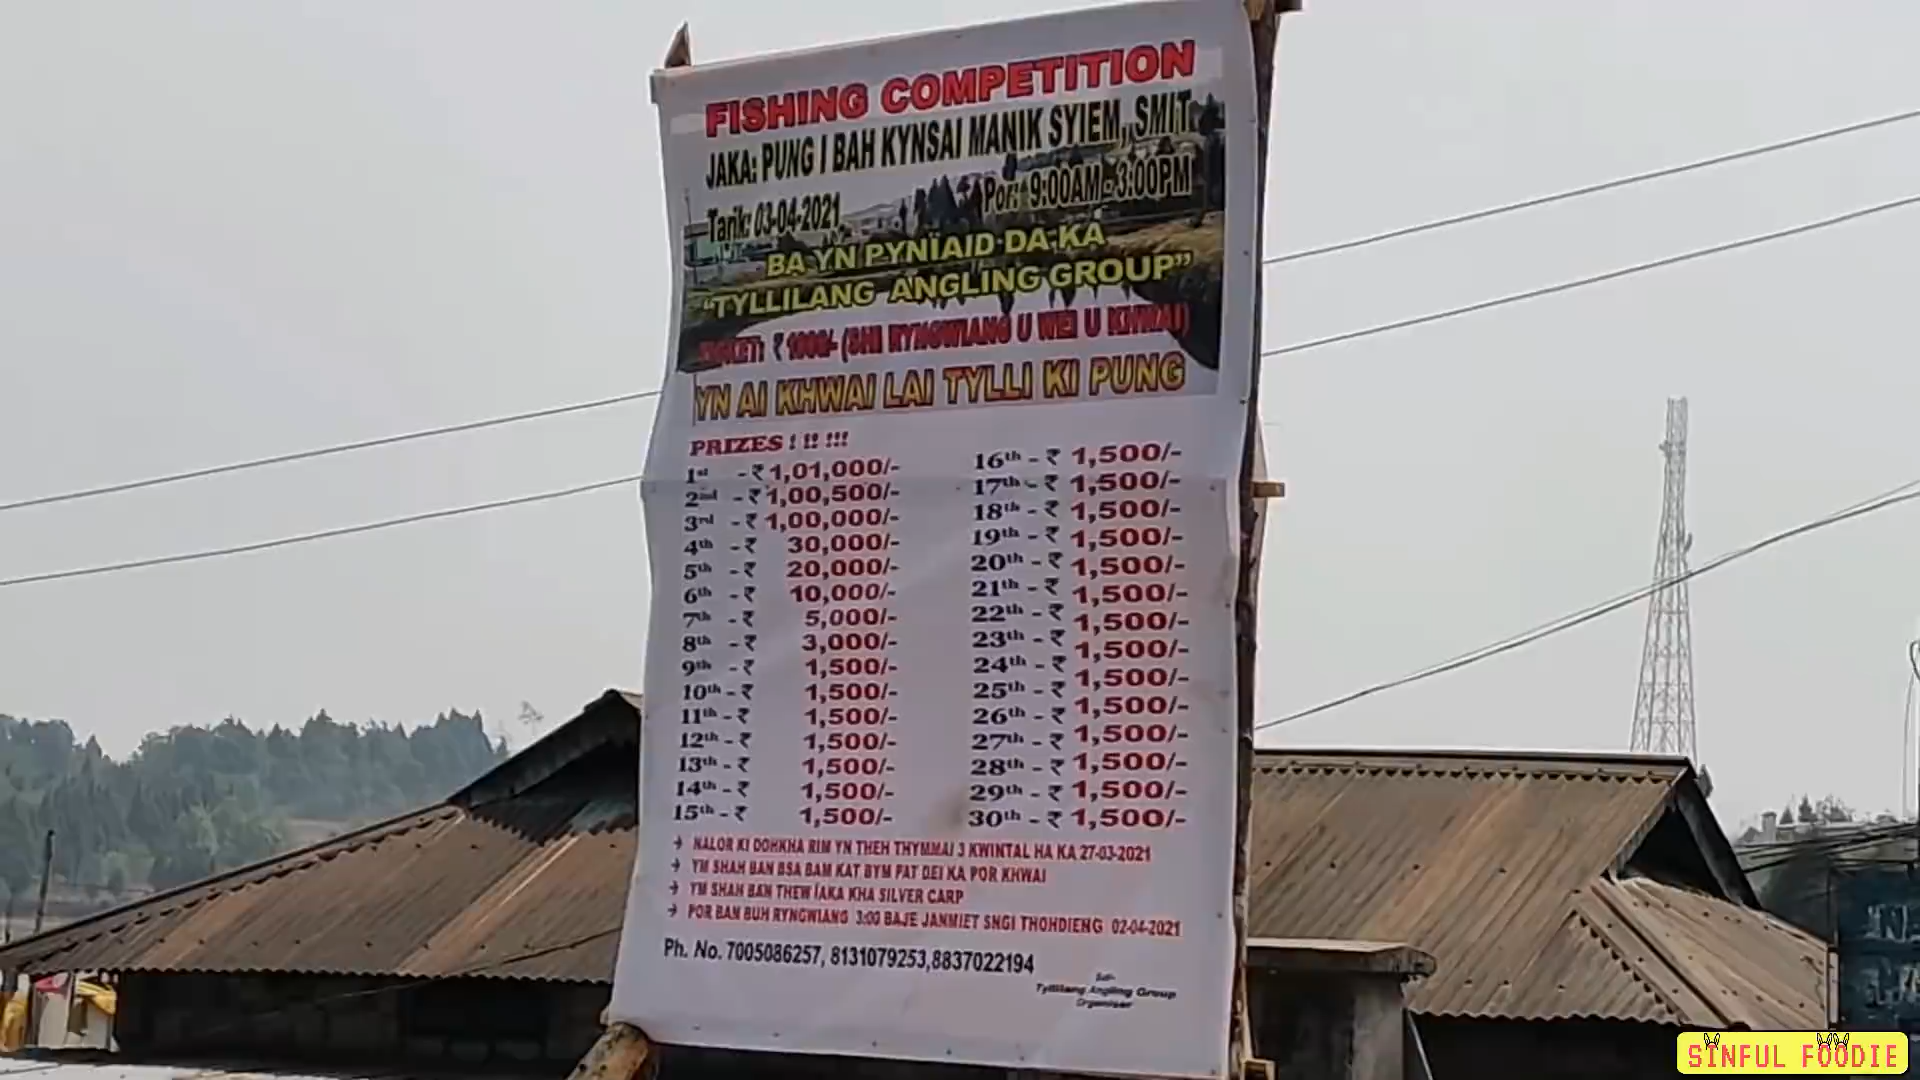 FISHING COMPETITION
JAKA: PUNG I BAH KYNSAI MANIK SYIEM, SMIT.
Tarik: 03-04-2021. Por: 9:00AM - 3:00PM
BA YN PYNÏAID DA KA
“TYLLILANG ANGLING GROUP”
TICKET: ₹ 1000/- (SHI RYNGWIANG U WEI U KHWAI)
YN AI KHWAI LAI TYLLI KI PUNG
PRIZES ! !! !!!
1st - ₹ 1,01,000/-
2nd - ₹ 1,00,500/-
3rd - ₹ 1,00,000/-
4th - ₹ 30,000/-
5th - ₹ 20,000/-
6th - ₹ 10,000/-
7th - ₹ 5,000/-
8th - ₹ 3,000/-
9th - ₹ 1,500/-
10th - ₹ 1,500/-
11th - ₹ 1,500/-
12th - ₹ 1,500/-
13th - ₹ 1,500/-
14th - ₹ 1,500/-
15th - ₹ 1,500/-
16th - ₹ 1,500/-
17th - ₹ 1,500/-
18th - ₹ 1,500/-
19th - ₹ 1,500/-
20th - ₹ 1,500/-
21th - ₹ 1,500/-
22th - ₹ 1,500/-
23th - ₹ 1,500/-
24th - ₹ 1,500/-
25th - ₹ 1,500/-
26th - ₹ 1,500/-
27th - ₹ 1,500/-
28th - ₹ 1,500/-
29th - ₹ 1,500/-
30th - ₹ 1,500/-
→ NALOR KI DOHKHA RIM YN THEH THYMMAI 3 KWINTAL HA KA 27-03-2021
→ YM SHAH BAN BSA BAM KAT BYM PAT DEI KA POR KHWAI
→ YM SHAH BAN THEW ÏAKA KHA SILVER CARP
→ POR BAN BUH RYNGWIANG 3:00 BAJE JANMIET SNGI THOHDIENG 02-04-2021
Ph. No. 7005086257, 8131079253,8837022194
Sd/-
Tyllilang Angling Group
Organiser
SINFUL FOODIE